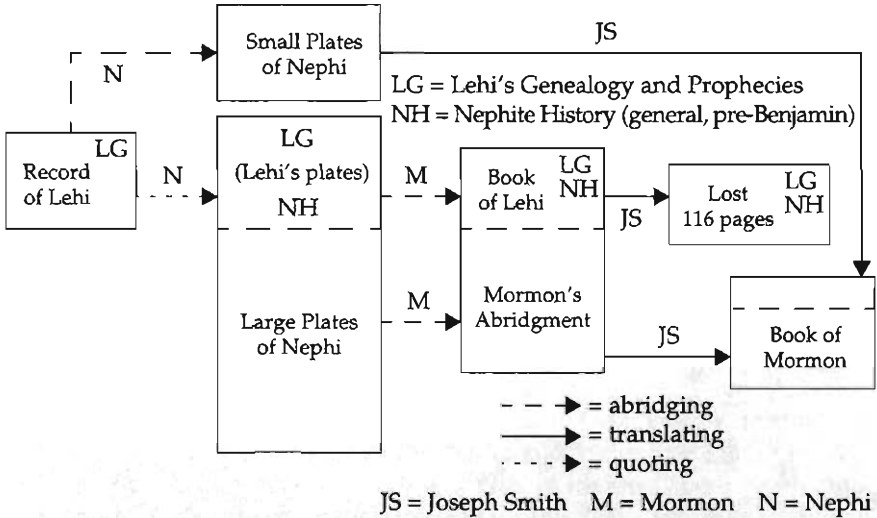 Small Plates
of Nephi
JS
N
LG = Lehi's Genealogy and Prophecies
NH = Nephite History (general, pre-Benjamin)
Record
of Lehi
LG
N
LG
(Lehi's plates)
NH
M
Book
of Lehi
LG
NH
JS
Lost
116 pages
LG
NH
Large Plates
of Nephi
M
Mormon's
Abridgment
JS
Book of
Mormon
= abridging
= translating
= quoting
JS = Joseph Smith M = Mormon N = Nephi